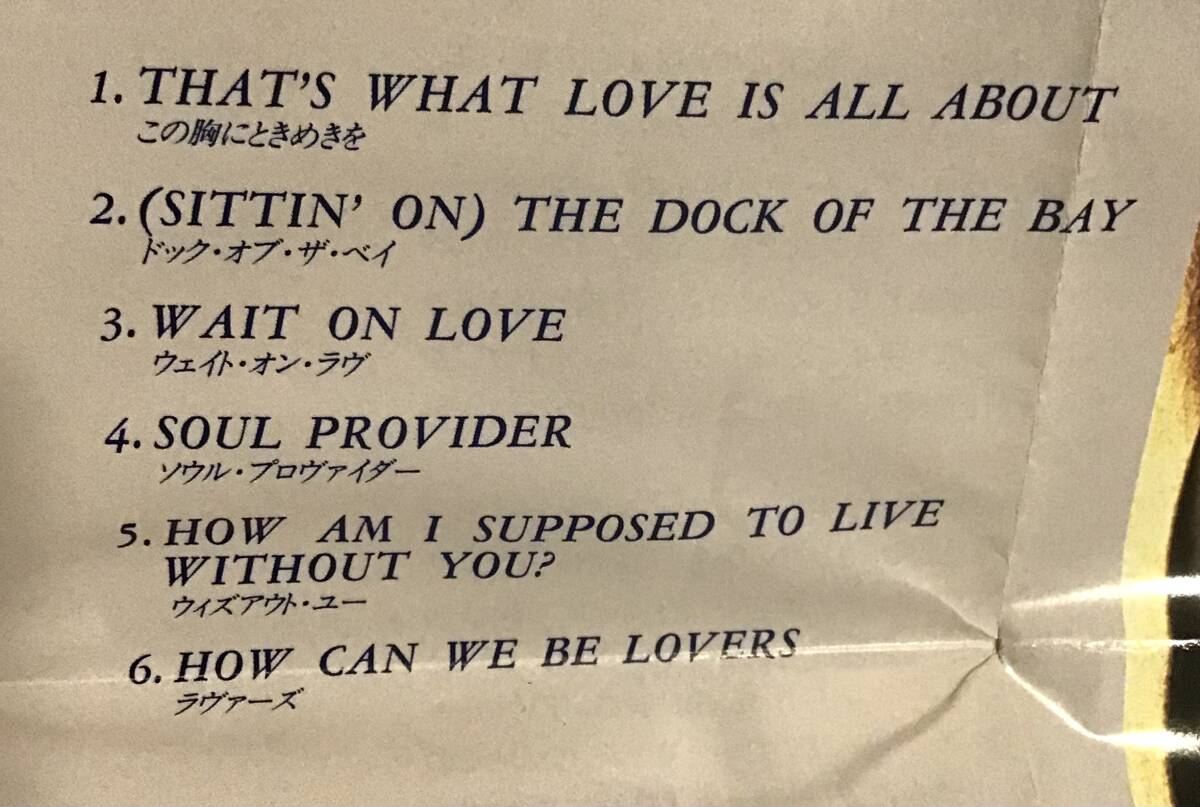 1. THAT'S WHAT LOVE IS ALL ABOUT
この胸にときめきを
2. (SITTIN' ON) THE DOCK OF THE BAY
ドック・オブ・ザ・ベイ
3. WAIT ON LOVE
ウェイト・オン・ラヴ
4. SOUL PROVIDER
ソウル・プロヴァイダー
5. HOW AM I SUPPOSED TO LIVE
WITHOUT YOU?
ウィズアウト・ユー
6. HOW CAN WE BE LOVERS
ラヴァーズ